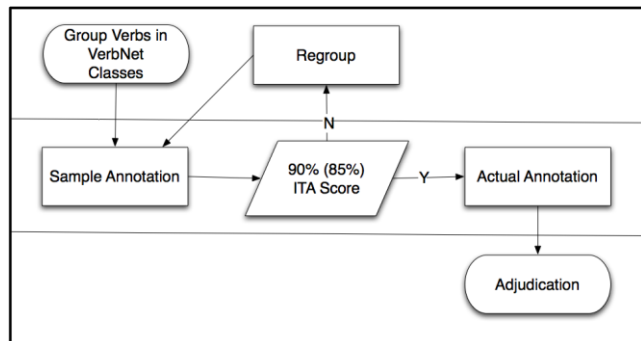 Group Verbs in
VerbNet
Classes
Regroup
N
Sample Annotation
90% (85%)
ITA Score
Y
Actual Annotation
Adjudication